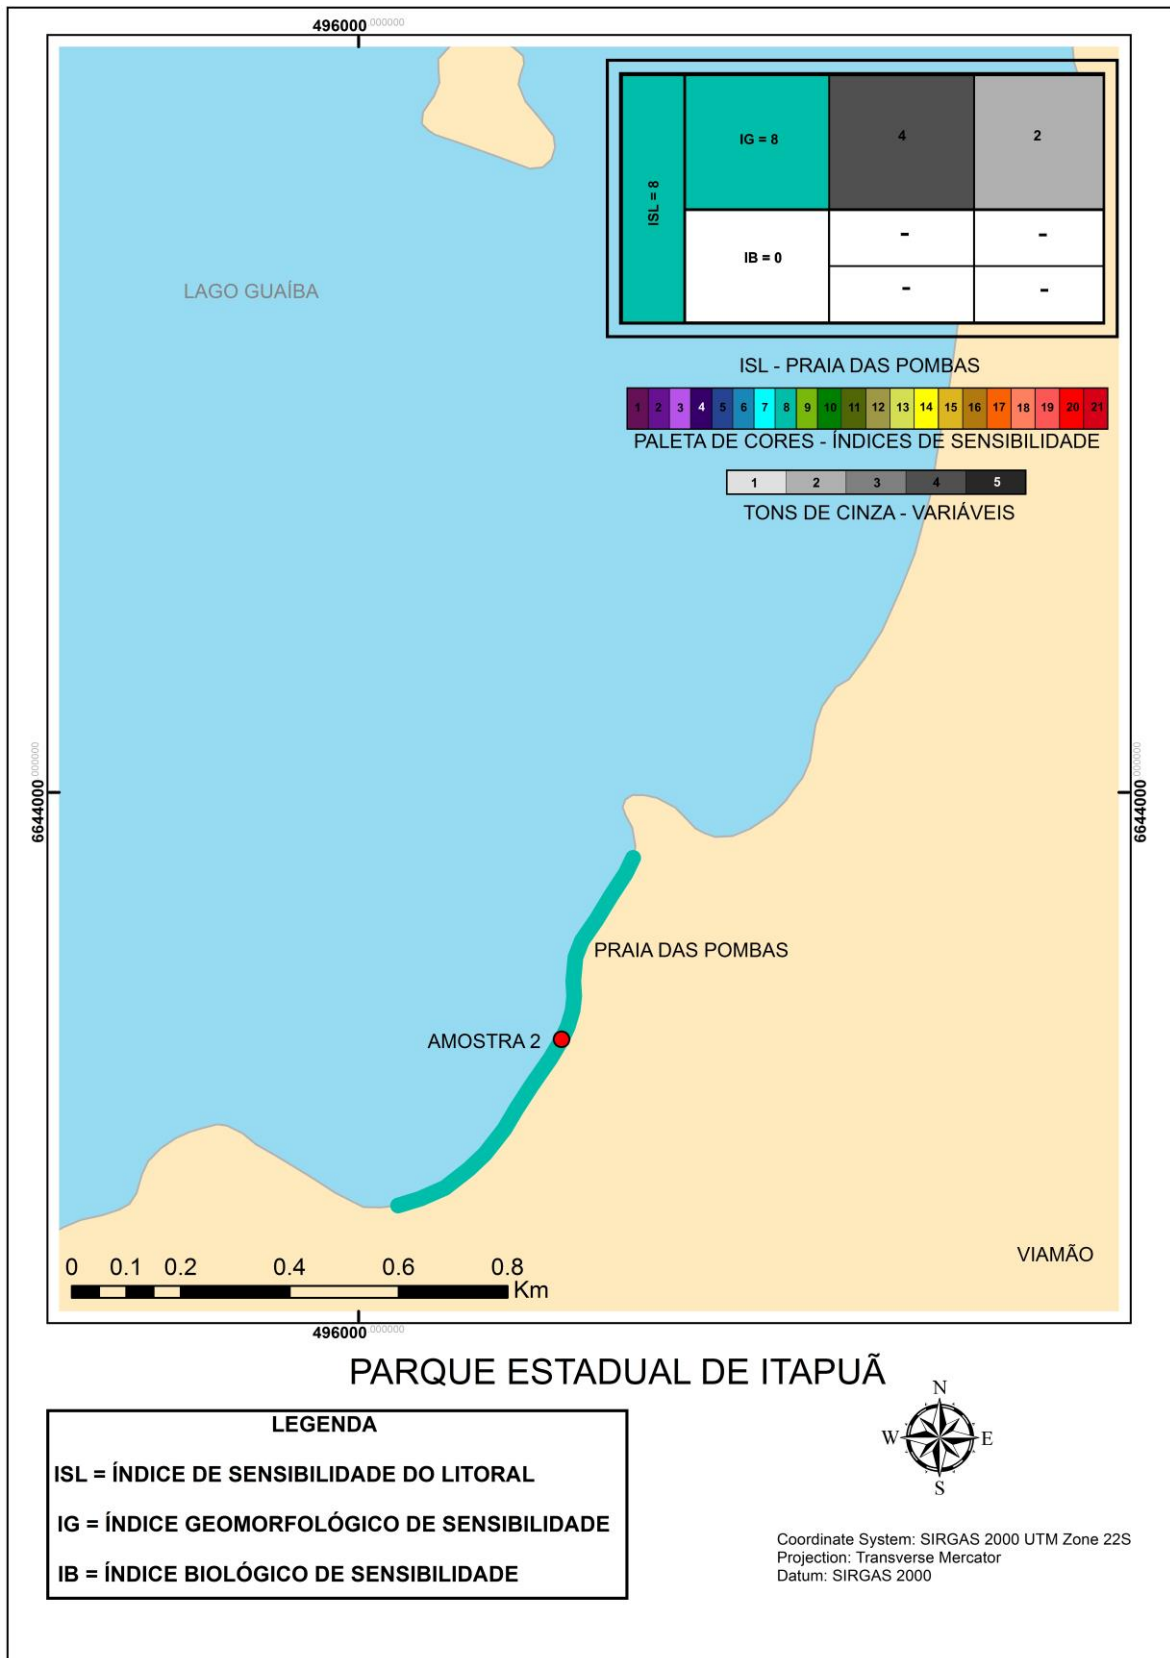 496000.000000
ISL = 8
IG = 8
4
2
IB = 0
-
-
-
-
LAGO GUAÍBA
ISL - PRAIA DAS POMBAS
1 2 3 4 5 6 7 8 9 10 11 12 13 14 15 16 17 18 19 20 21
PALETA DE CORES - ÍNDICES DE SENSIBILIDADE
1 2 3 4 5
TONS DE CINZA - VARIÁVEIS
6644000.000000
6644000.000000
PRAIA DAS POMBAS
AMOSTRA 2
VIAMÃO
0 0.1 0.2 0.4 0.6 0.8
Km
496000.000000
PARQUE ESTADUAL DE ITAPUÃ
N
W E
S
LEGENDA
ISL = ÍNDICE DE SENSIBILIDADE DO LITORAL
IG = ÍNDICE GEOMORFOLÓGICO DE SENSIBILIDADE
IB = ÍNDICE BIOLÓGICO DE SENSIBILIDADE
Coordinate System: SIRGAS 2000 UTM Zone 22S
Projection: Transverse Mercator
Datum: SIRGAS 2000